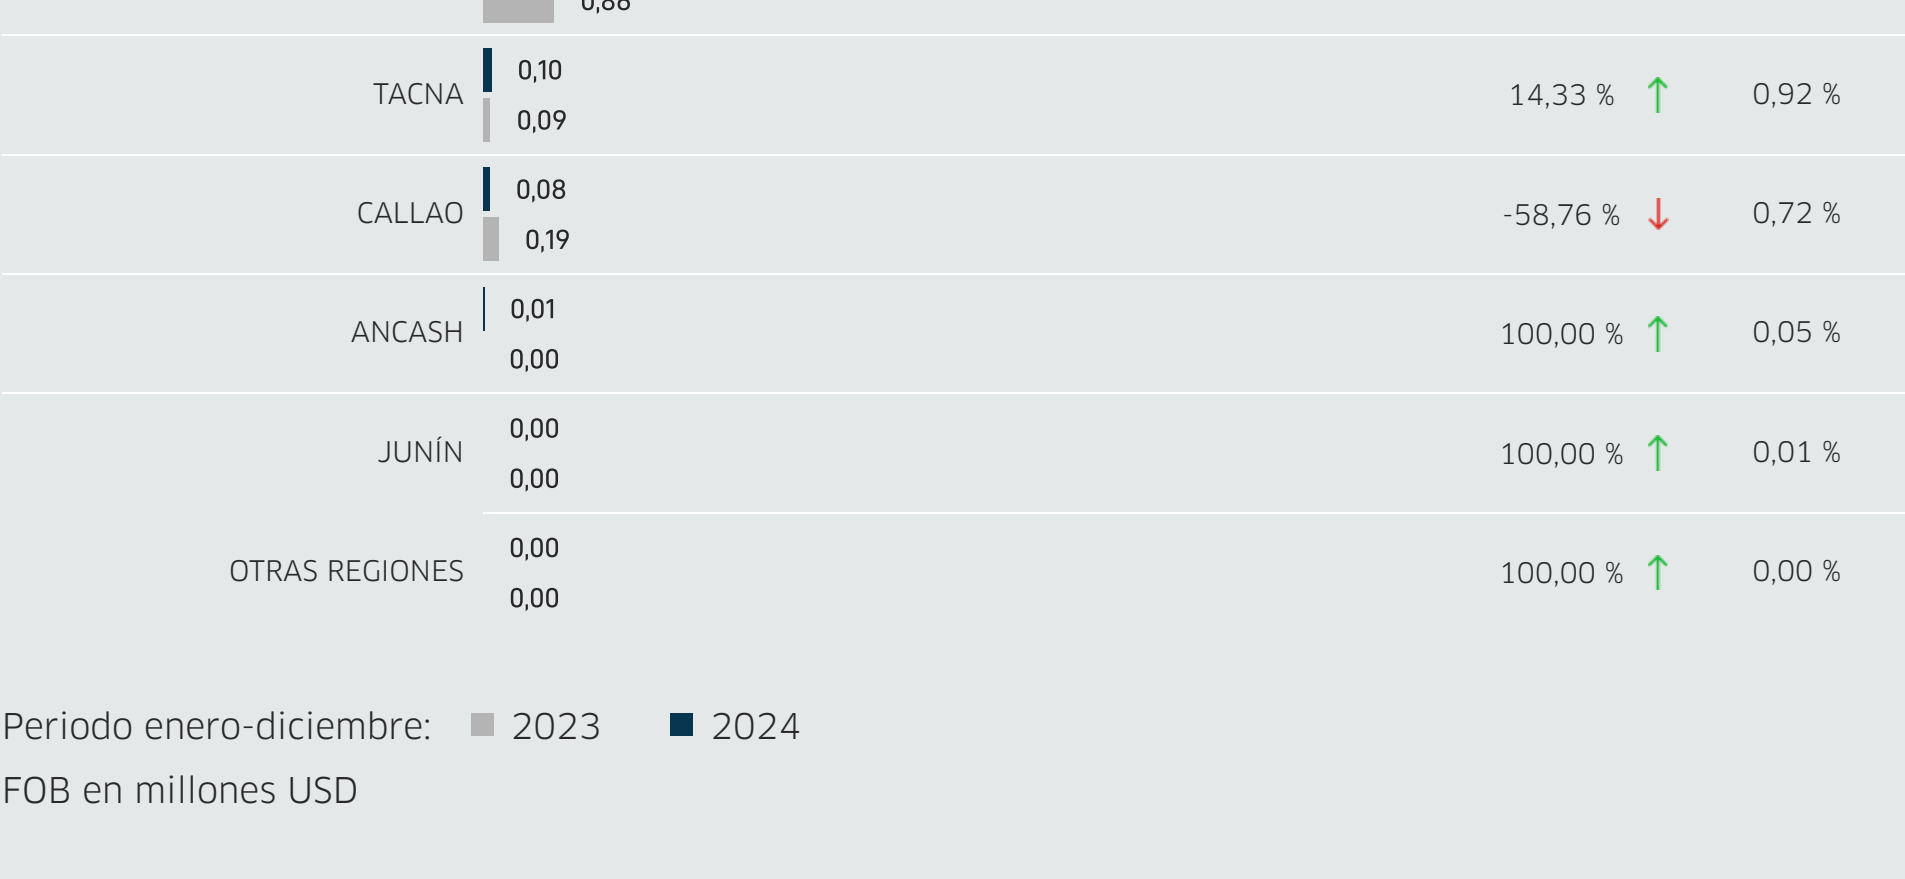 0,86
0,10
TACNA 14,33 % 0,92 %
0,09
0,08
CALLAO -58,76 % 0,72 %
0,19
0,01
ANCASH 100,00 % 0,05 %
0,00
0,00
JUNÍN 100,00 % 0,01 %
0,00
0,00
OTRAS REGIONES 100,00 % 0,00 %
0,00
Periodo enero-diciembre: 2023 2024
FOB en millones USD